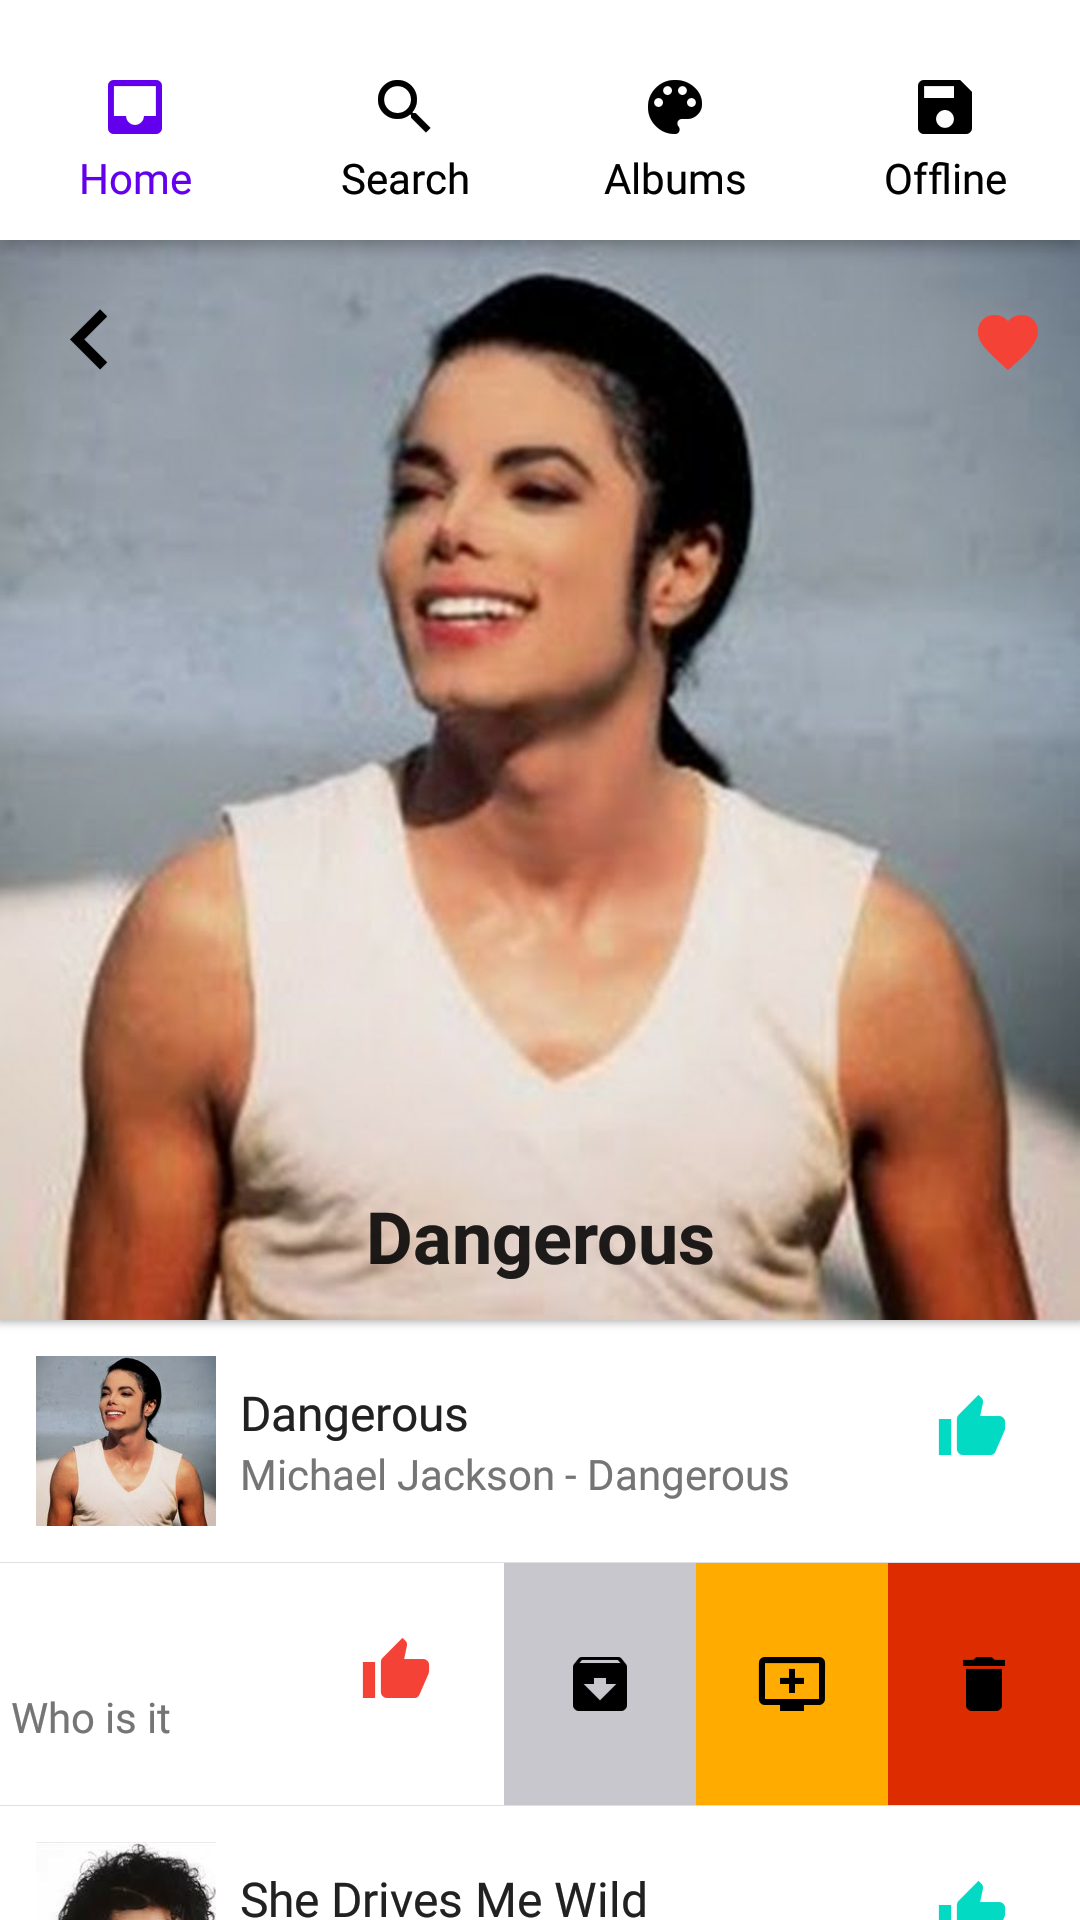 Home Search Albums Offline
Dangerous
Dangerous
Michael Jackson - Dangerous
Who is it
She Drives Me Wild